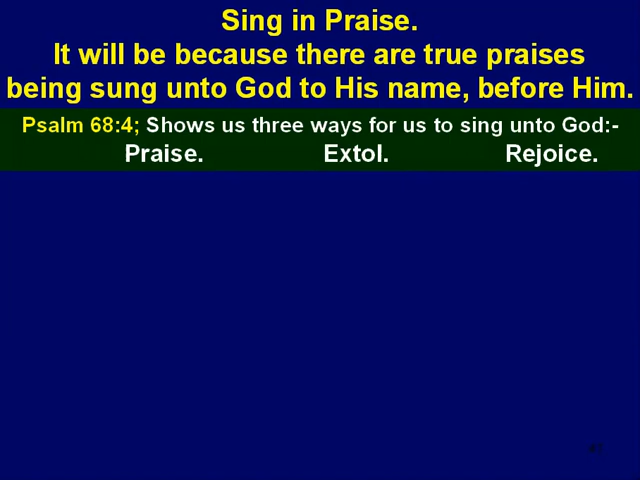 Sing in Praise.
It will be because there are true praises
being sung unto God to His name, before Him.
Psalm 68:4; Shows us three ways for us to sing unto God:-
Praise. Extol. Rejoice.